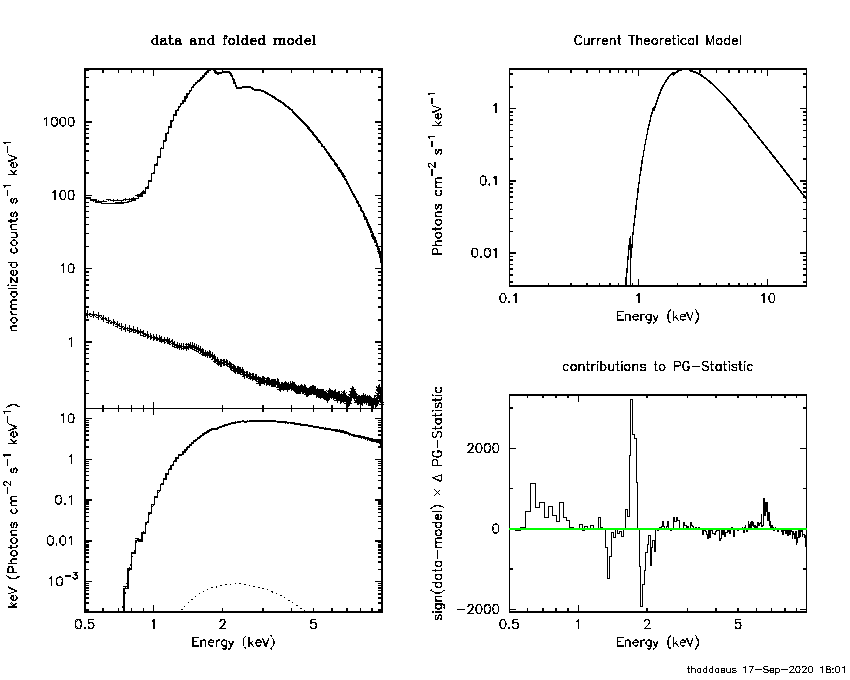 data and folded model
normalized counts s−1 keV−1
1000
100
10
1
keV (Photons cm−2 s−1 keV−1)
10
1
0.1
0.01
10−3
0.5 1 2 5
Energy (keV)
Current Theoretical Model
Photons cm−2 s−1 keV−1
1
0.1
0.01
0.1 1 10
Energy (keV)
contributions to PG−Statistic
sign(data−model) × Δ PG−Statistic
2000
0
−2000
0.5 1 2 5
Energy (keV)
thaddaeus 17−Sep−2020 18:01